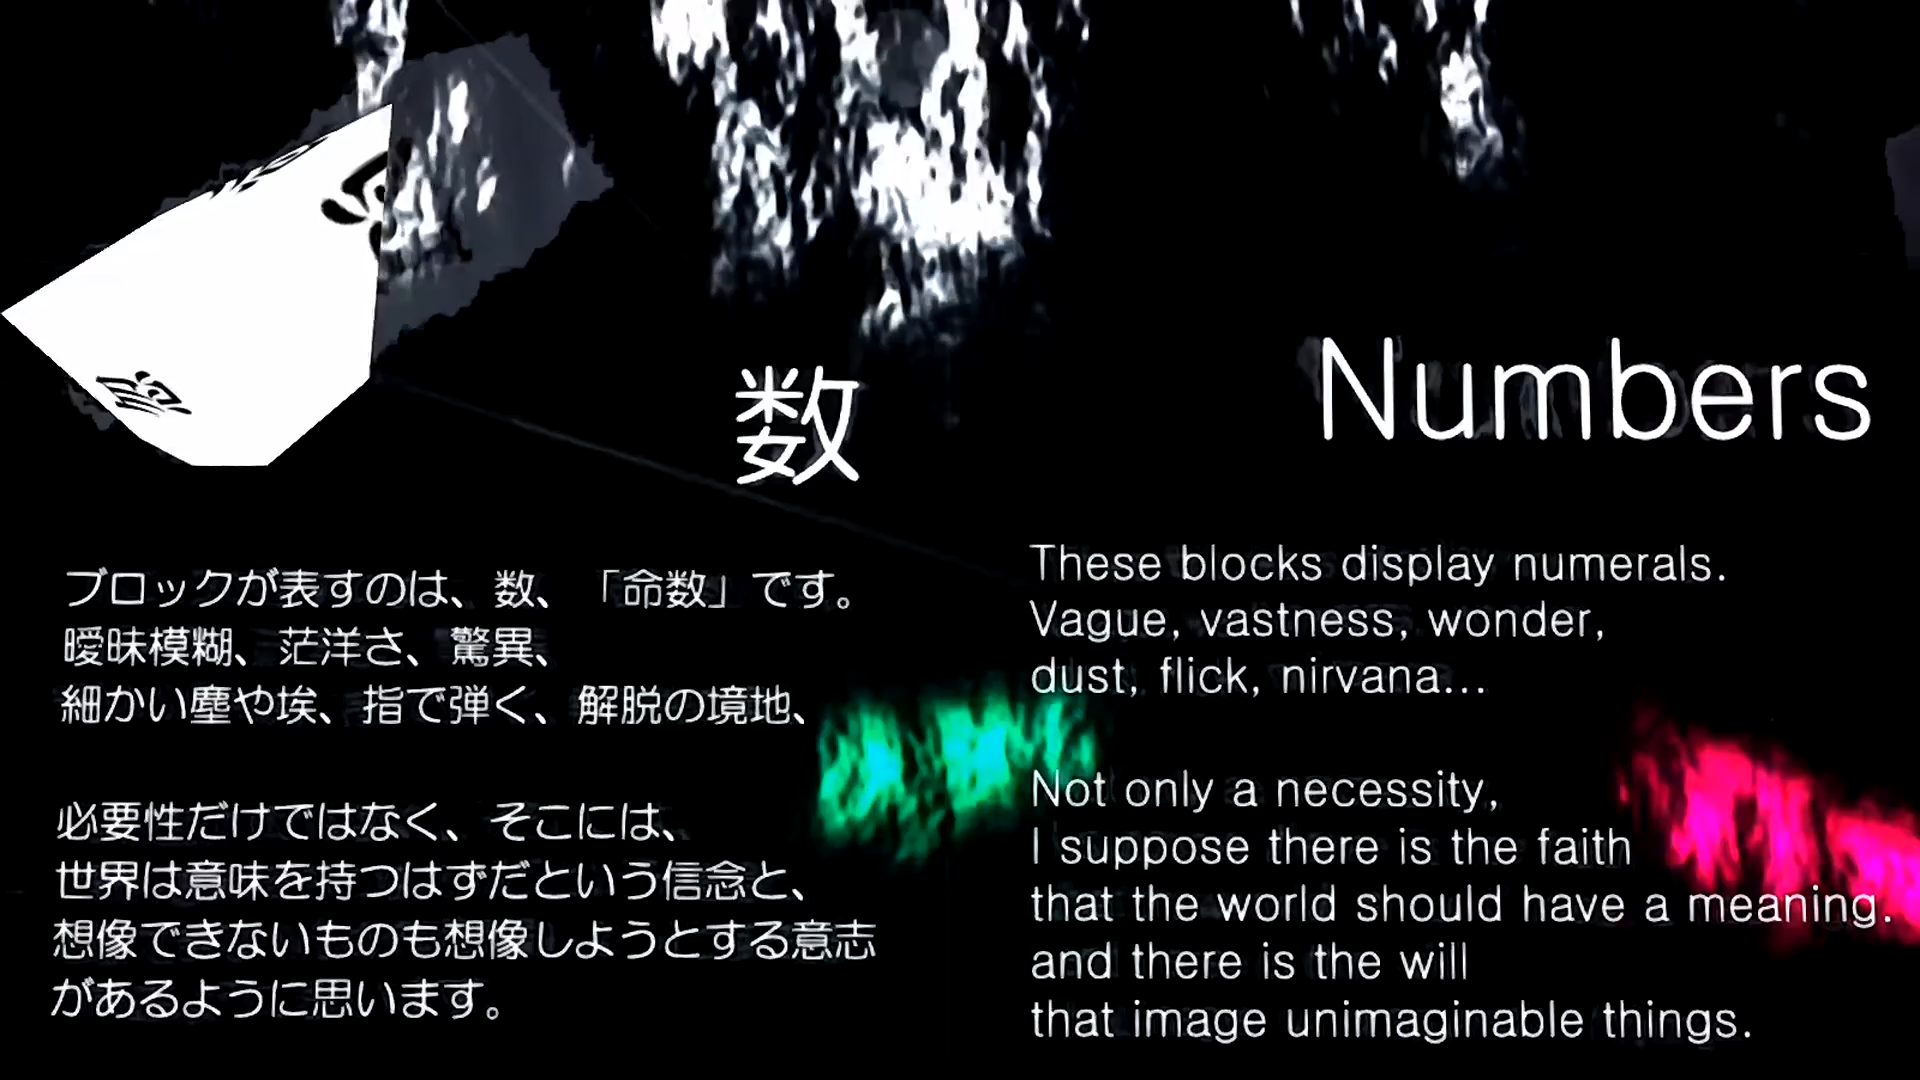 数
ブロックが表すのは、数、「命数」です。
曖昧模糊、茫洋さ、驚異、
細かい塵や埃、指で弾く、解脱の境地、
必要性だけではなく、そこには、
世界は意味を持つはずだという信念と、
想像できないものも想像しようとする意志
があるように思います。
Numbers
These blocks display numerals.
Vague, vastness, wonder,
dust, flick, nirvana...
Not only a necessity,
I suppose there is the faith
that the world should have a meaning.
and there is the will
that image unimaginable things.